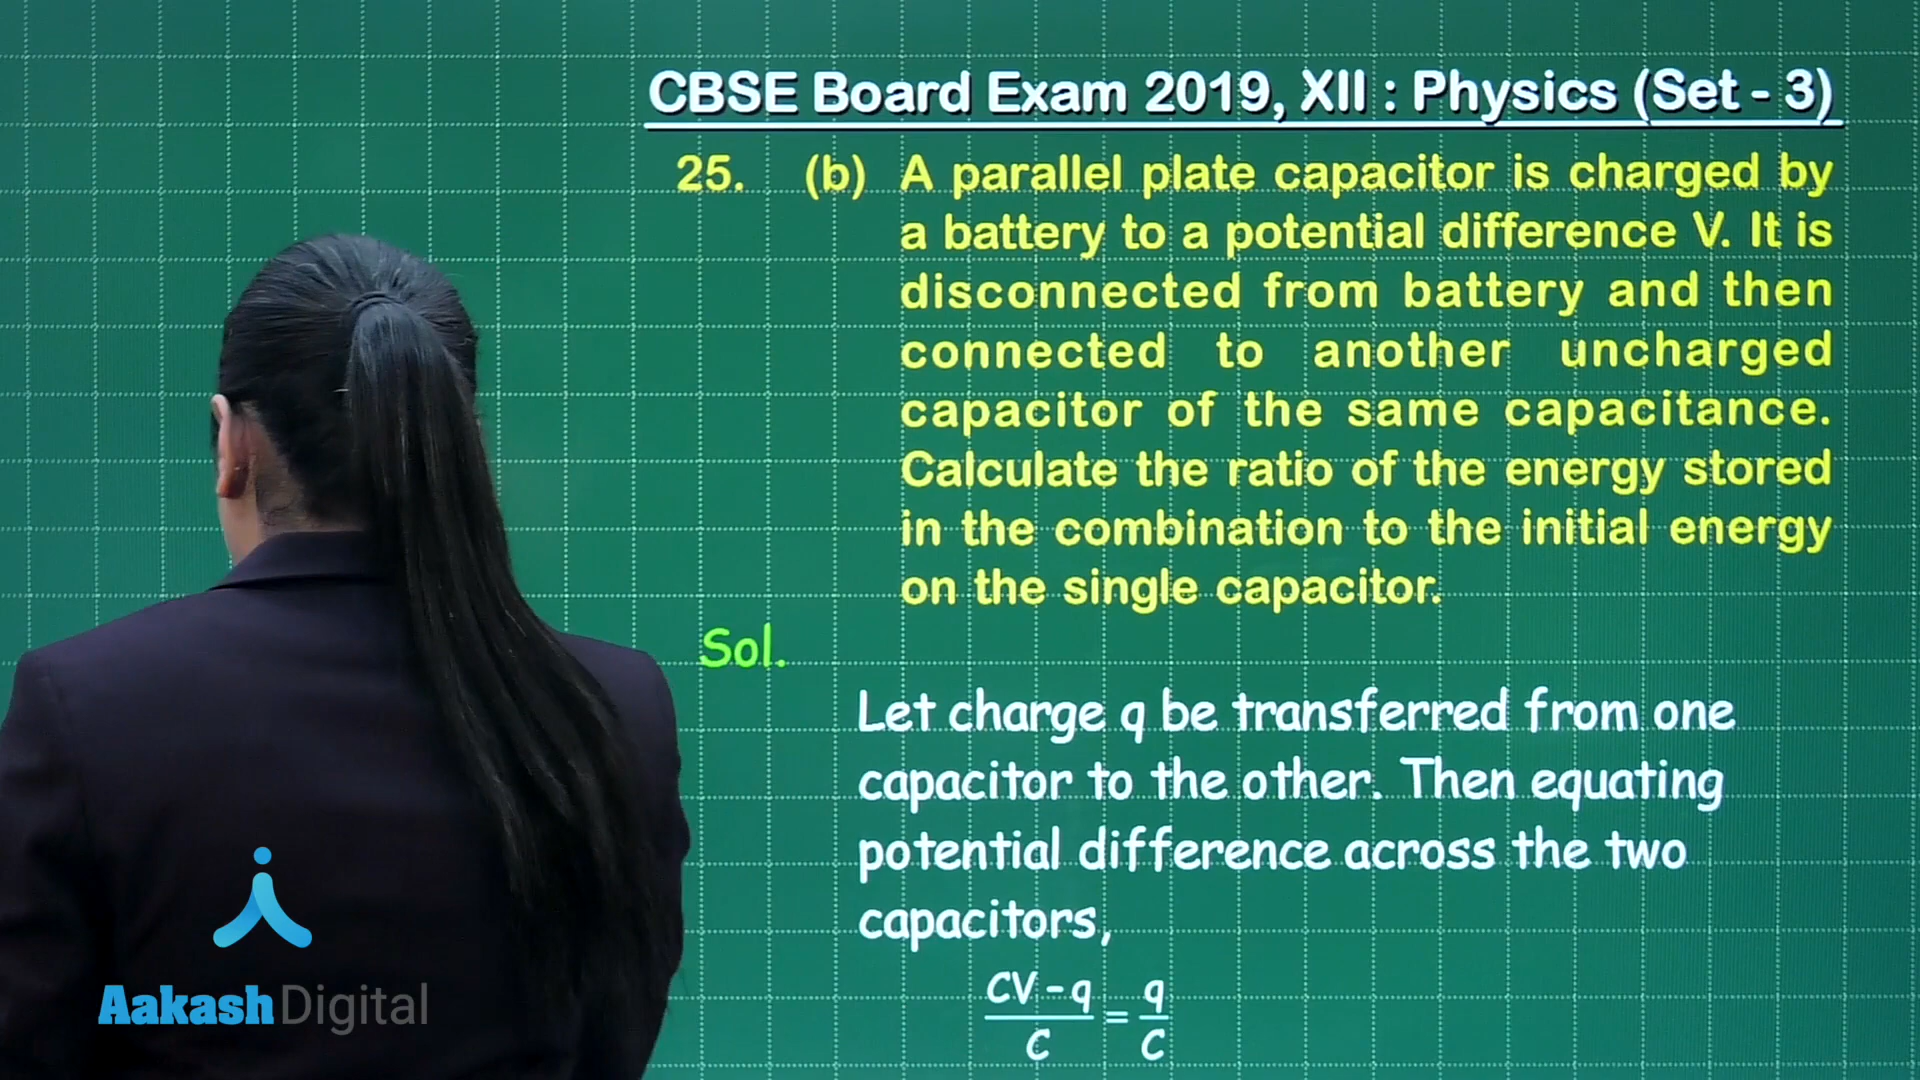 CBSE Board Exam 2019, XII : Physics (Set - 3)
25. (b) A parallel plate capacitor is charged by
a battery to a potential difference V. It is
disconnected from battery and then
connected to another uncharged
capacitor of the same capacitance.
Calculate the ratio of the energy stored
in the combination to the initial energy
on the single capacitor.
Sol.
Let charge q be transferred from one
capacitor to the other. Then equating
potential difference across the two
capacitors,
CV - q / C = q / C
Aakash Digital